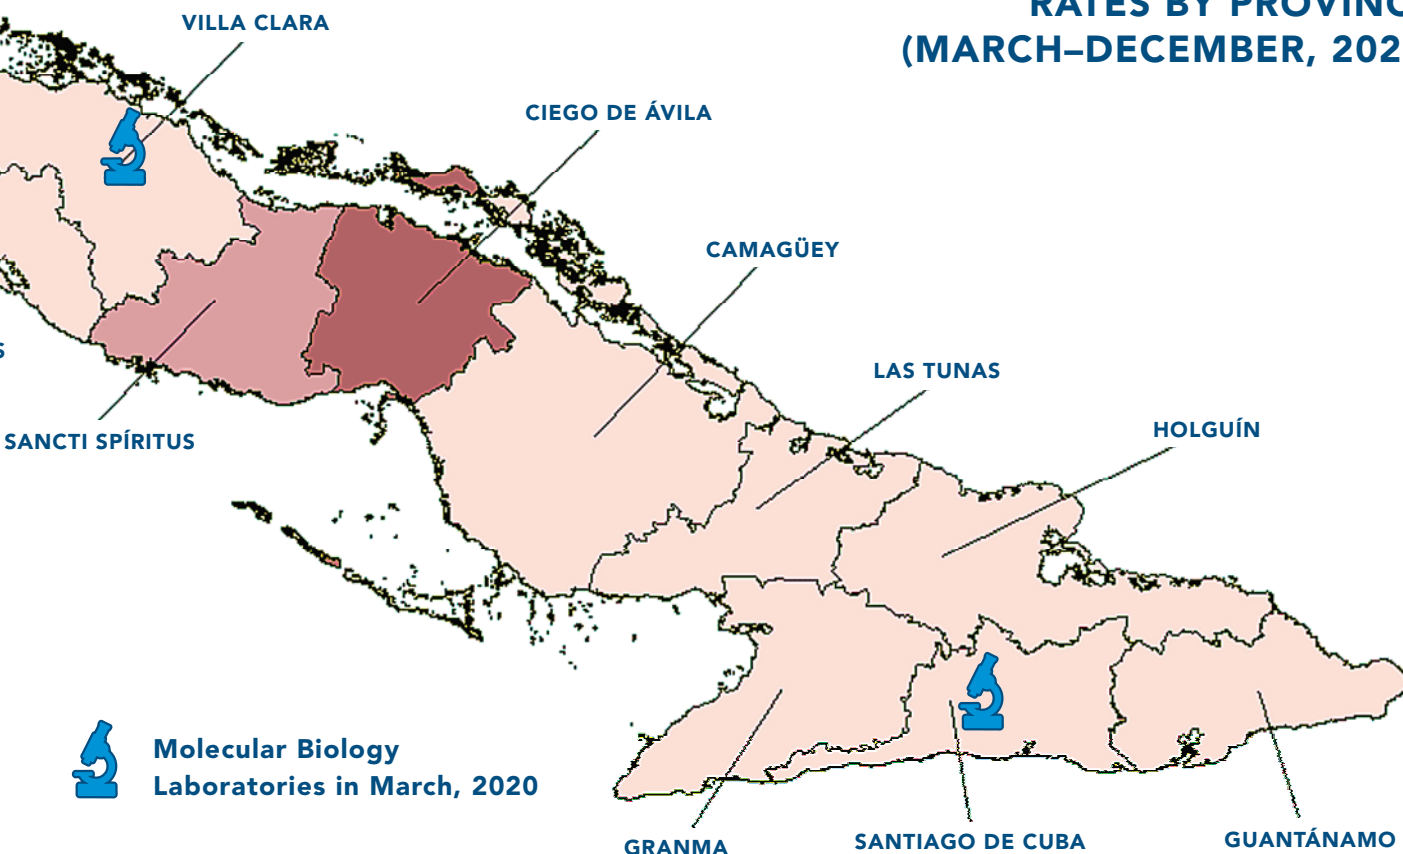 RATES BY PROVINC
(MARCH–DECEMBER, 202
VILLA CLARA
CIEGO DE ÁVILA
CAMAGÜEY
LAS TUNAS
HOLGUÍN
S
SANCTI SPÍRITUS
Molecular Biology
Laboratories in March, 2020
GRANMA
SANTIAGO DE CUBA
GUANTÁNAMO